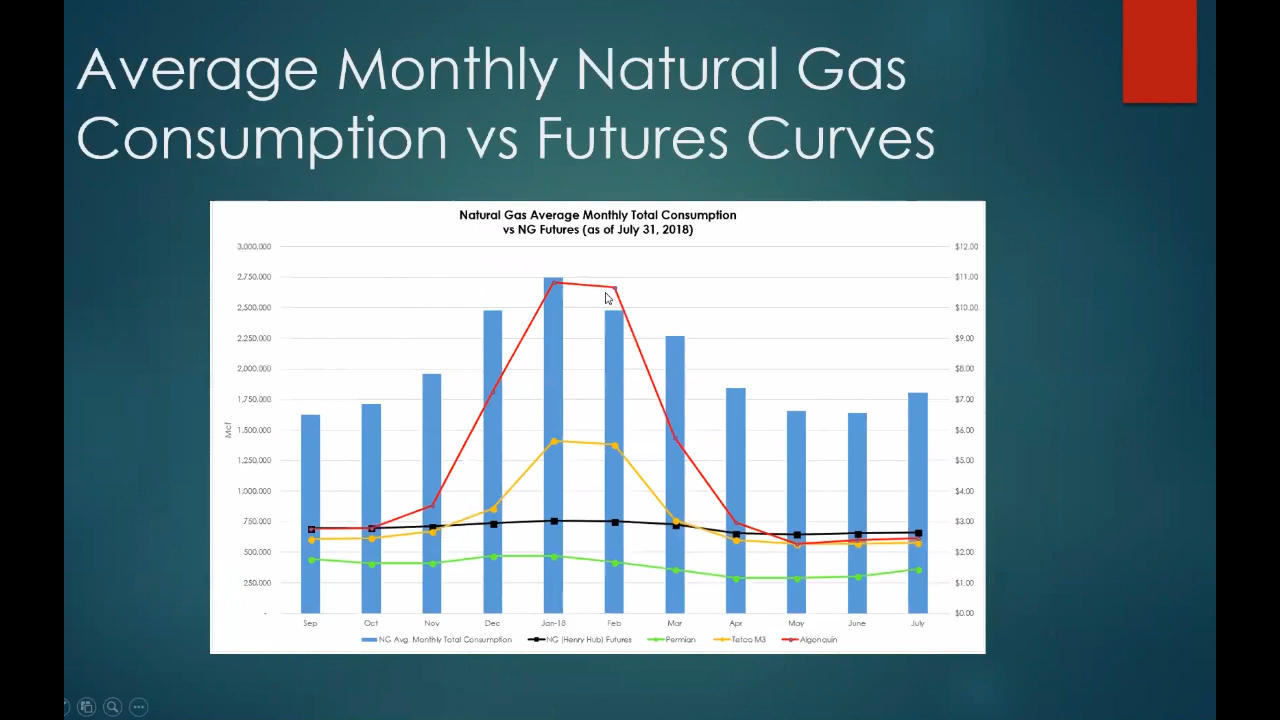 Average Monthly Natural Gas
Consumption vs Futures Curves
Natural Gas Average Monthly Total Consumption
vs NG Futures (as of July 31, 2018)
3,000,000 $12.00
2,750,000 $11.00
2,500,000 $10.00
2,250,000 $9.00
2,000,000 $8.00
1,750,000 $7.00
Mcf
1,500,000 $6.00
1,250,000 $5.00
1,000,000 $4.00
750,000 $3.00
500,000 $2.00
250,000 $1.00
- $0.00
Sep Oct Nov Dec Jan-18 Feb Mar Apr May June July
NG Avg. Monthly Total Consumption NG (Henry Hub) Futures Permian Tetco M3 Algonquin